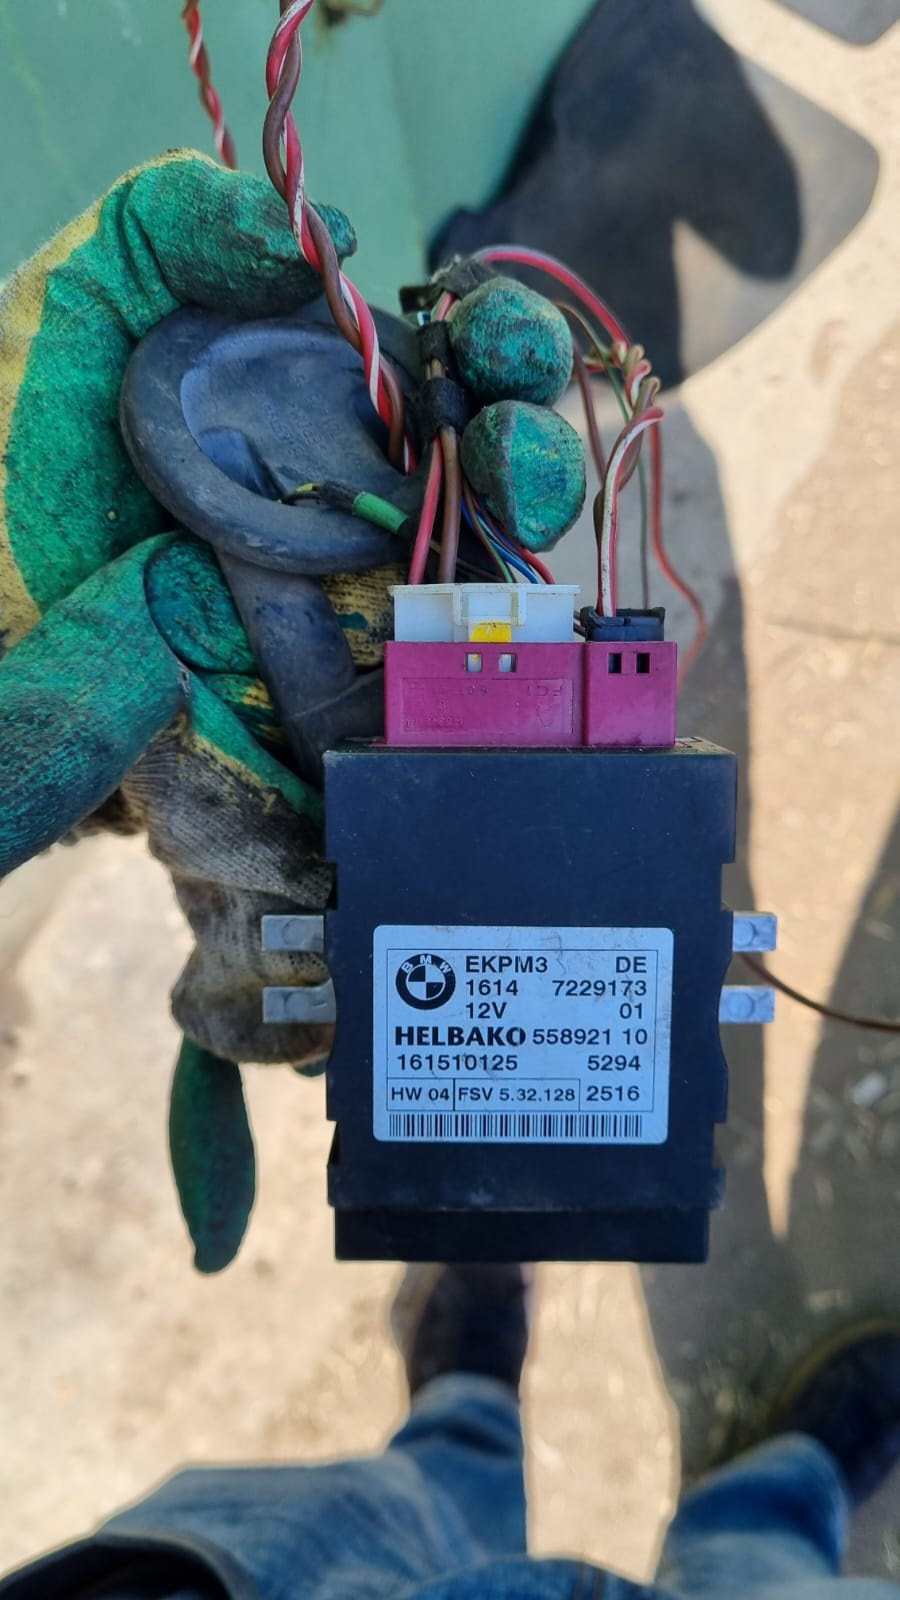 BMW
EKPM3 DE
1614 7229173
12V 01
HELBAKO 558921 10
161510125 5294
HW 04 FSV 5.32.128 2516